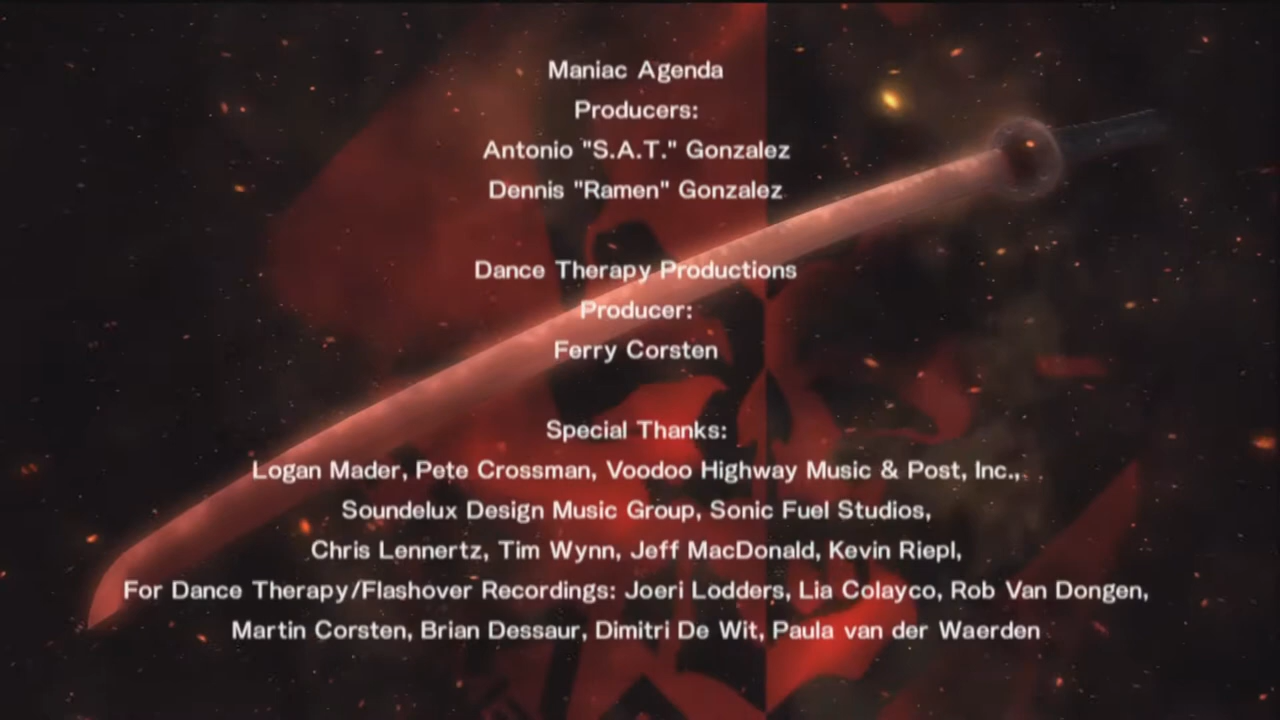 Maniac Agenda
Producers:
Antonio "S.A.T." Gonzalez
Dennis "Ramen" Gonzalez
Dance Therapy Productions
Producer:
Ferry Corsten
Special Thanks:
Logan Mader, Pete Crossman, Voodoo Highway Music & Post, Inc.,
Soundelux Design Music Group, Sonic Fuel Studios,
Chris Lennertz, Tim Wynn, Jeff MacDonald, Kevin Riepl,
For Dance Therapy/Flashover Recordings: Joeri Lodders, Lia Colayco, Rob Van Dongen,
Martin Corsten, Brian Dessaur, Dimitri De Wit, Paula van der Waerden